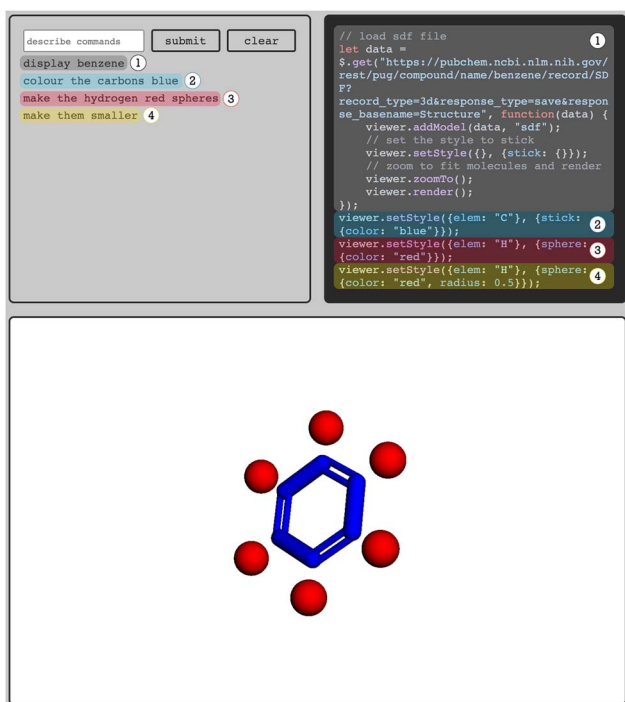 describe commands submit clear
display benzene 1
colour the carbons blue 2
make the hydrogen red spheres 3
make them smaller 4
// load sdf file 1
let data =
$.get("https://pubchem.ncbi.nlm.nih.gov/
rest/pug/compound/name/benzene/record/SD
F?
record_type=3d&response_type=save&respon
se_basename=Structure", function(data) {
viewer.addModel(data, "sdf");
// set the style to stick
viewer.setStyle({}, {stick: {}});
// zoom to fit molecules and render
viewer.zoomTo();
viewer.render();
});
viewer.setStyle({elem: "C"}, {stick:
{color: "blue"}}); 2
viewer.setStyle({elem: "H"}, {sphere:
{color: "red"}}); 3
viewer.setStyle({elem: "H"}, {sphere:
{color: "red", radius: 0.5}}); 4